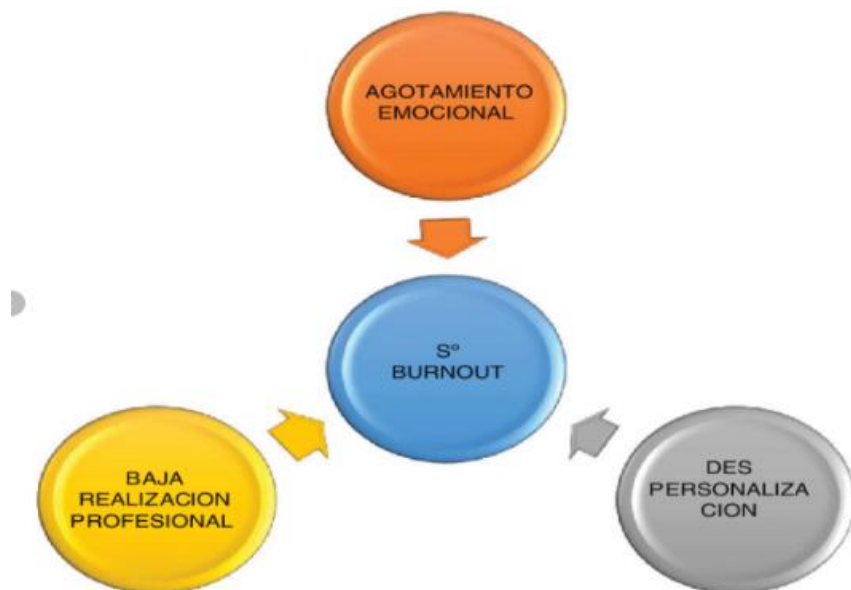 AGOTAMIENTO
EMOCIONAL
Sº
BURNOUT
BAJA
REALIZACION
PROFESIONAL
DES
PERSONALIZA
CION